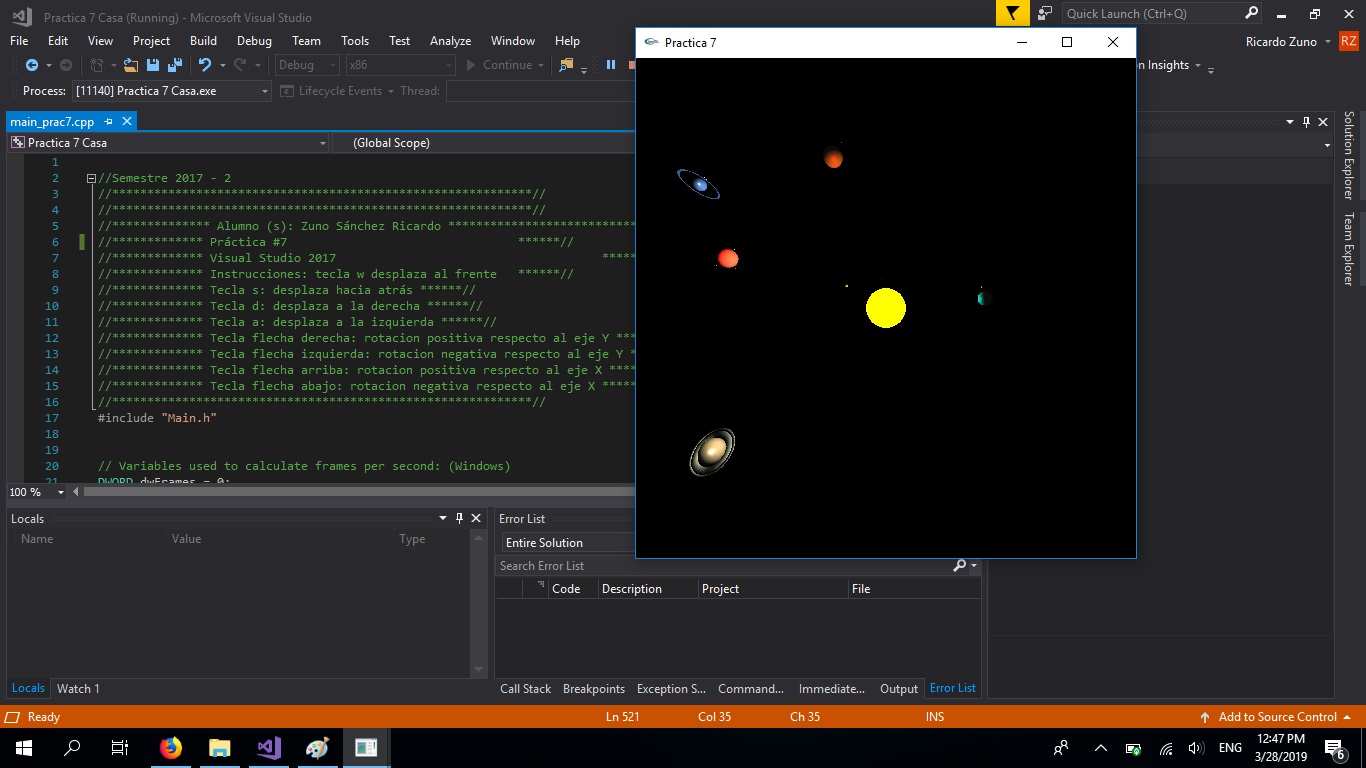 Practica 7 Casa (Running) - Microsoft Visual Studio
Quick Launch (Ctrl+Q)
File Edit View Project Build Debug Team Tools Test Analyze Window Help
Ricardo Zuno RZ
Debug x86 Continue
n Insights
Process: [11140] Practica 7 Casa.exe Lifecycle Events Thread:
Practica 7
main_prac7.cpp
Practica 7 Casa (Global Scope)
1
2 //Semestre 2017 - 2
3 //************************************************************//
4 //************************************************************//
5 //************** Alumno (s): Zuno Sánchez Ricardo ***************************
6 //************* Práctica #7 ******//
7 //************* Visual Studio 2017 *****
8 //************* Instrucciones: tecla w desplaza al frente ******//
9 //************* Tecla s: desplaza hacia atrás ******//
10 //************* Tecla d: desplaza a la derecha ******//
11 //************* Tecla a: desplaza a la izquierda ******//
12 //************* Tecla flecha derecha: rotacion positiva respecto al eje Y ***
13 //************* Tecla flecha izquierda: rotacion negativa respecto al eje Y *
14 //************* Tecla flecha arriba: rotacion positiva respecto al eje X ****
15 //************* Tecla flecha abajo: rotacion negativa respecto al eje X *****
16 //************************************************************//
17 #include "Main.h"
18
19
20 // Variables used to calculate frames per second: (Windows)
21 DWORD dwFrames = 0;
100 %
Solution Explorer
Team Explorer
Locals
Name Value Type
Locals Watch 1
Error List
Entire Solution
Search Error List
Code Description Project File
Call Stack Breakpoints Exception S... Command... Immediate... Output Error List
Ready Ln 521 Col 35 Ch 35 INS Add to Source Control
ENG 12:47 PM
3/28/2019
6